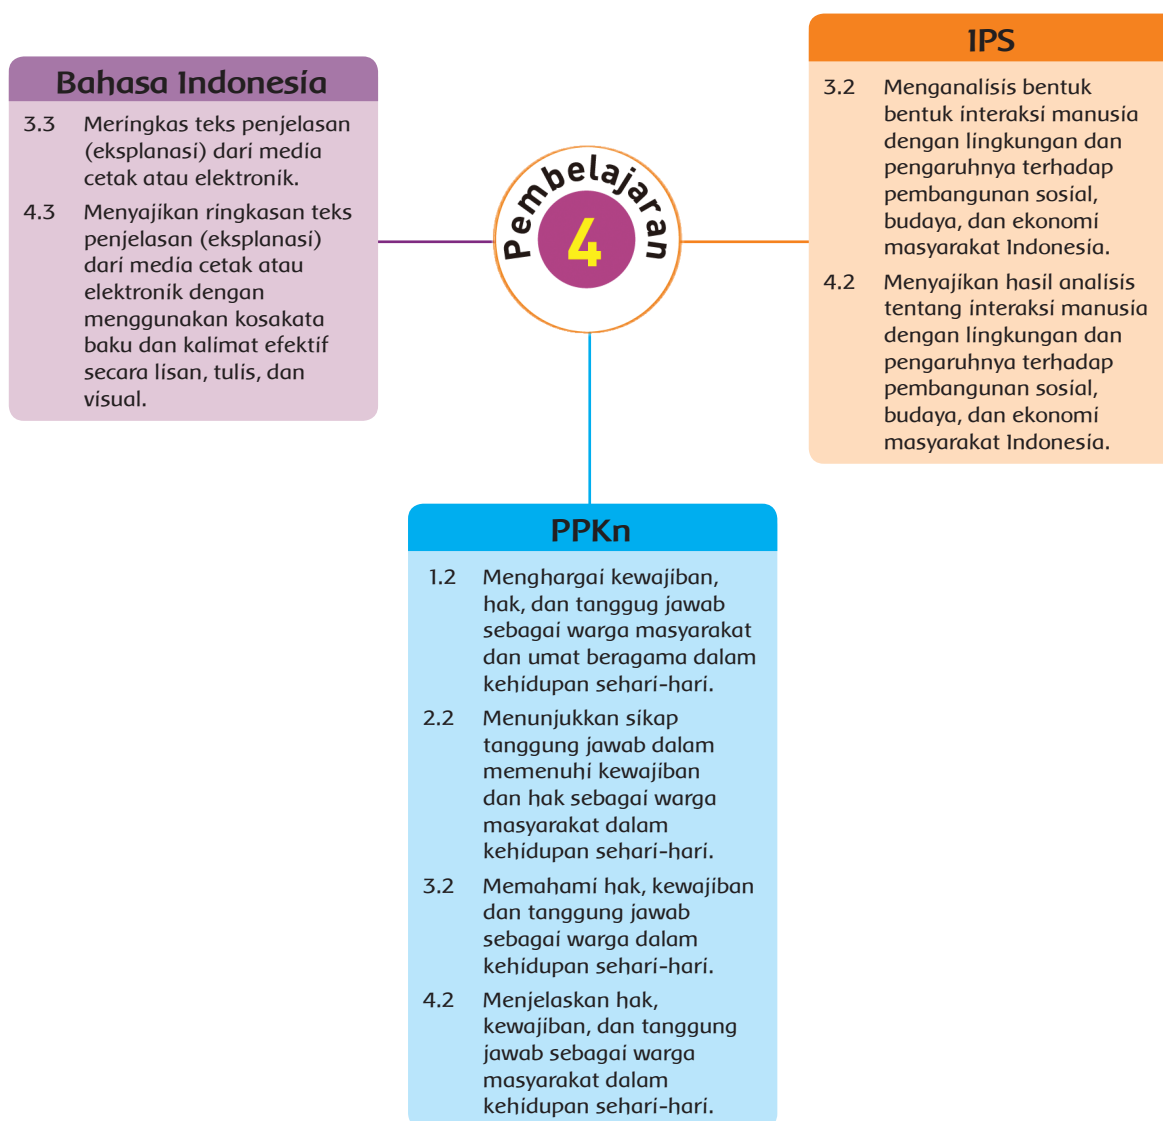 Bahasa Indonesia
3.3 Meringkas teks penjelasan
(eksplanasi) dari media
cetak atau elektronik.
4.3 Menyajikan ringkasan teks
penjelasan (eksplanasi)
dari media cetak atau
elektronik dengan
menggunakan kosakata
baku dan kalimat efektif
secara lisan, tulis, dan
visual.
Pembelajaran
4
IPS
3.2 Menganalisis bentuk
bentuk interaksi manusia
dengan lingkungan dan
pengaruhnya terhadap
pembangunan sosial,
budaya, dan ekonomi
masyarakat Indonesia.
4.2 Menyajikan hasil analisis
tentang interaksi manusia
dengan lingkungan dan
pengaruhnya terhadap
pembangunan sosial,
budaya, dan ekonomi
masyarakat Indonesia.
PPKn
1.2 Menghargai kewajiban,
hak, dan tanggug jawab
sebagai warga masyarakat
dan umat beragama dalam
kehidupan sehari-hari.
2.2 Menunjukkan sikap
tanggung jawab dalam
memenuhi kewajiban
dan hak sebagai warga
masyarakat dalam
kehidupan sehari-hari.
3.2 Memahami hak, kewajiban
dan tanggung jawab
sebagai warga dalam
kehidupan sehari-hari.
4.2 Menjelaskan hak,
kewajiban, dan tanggung
jawab sebagai warga
masyarakat dalam
kehidupan sehari-hari.